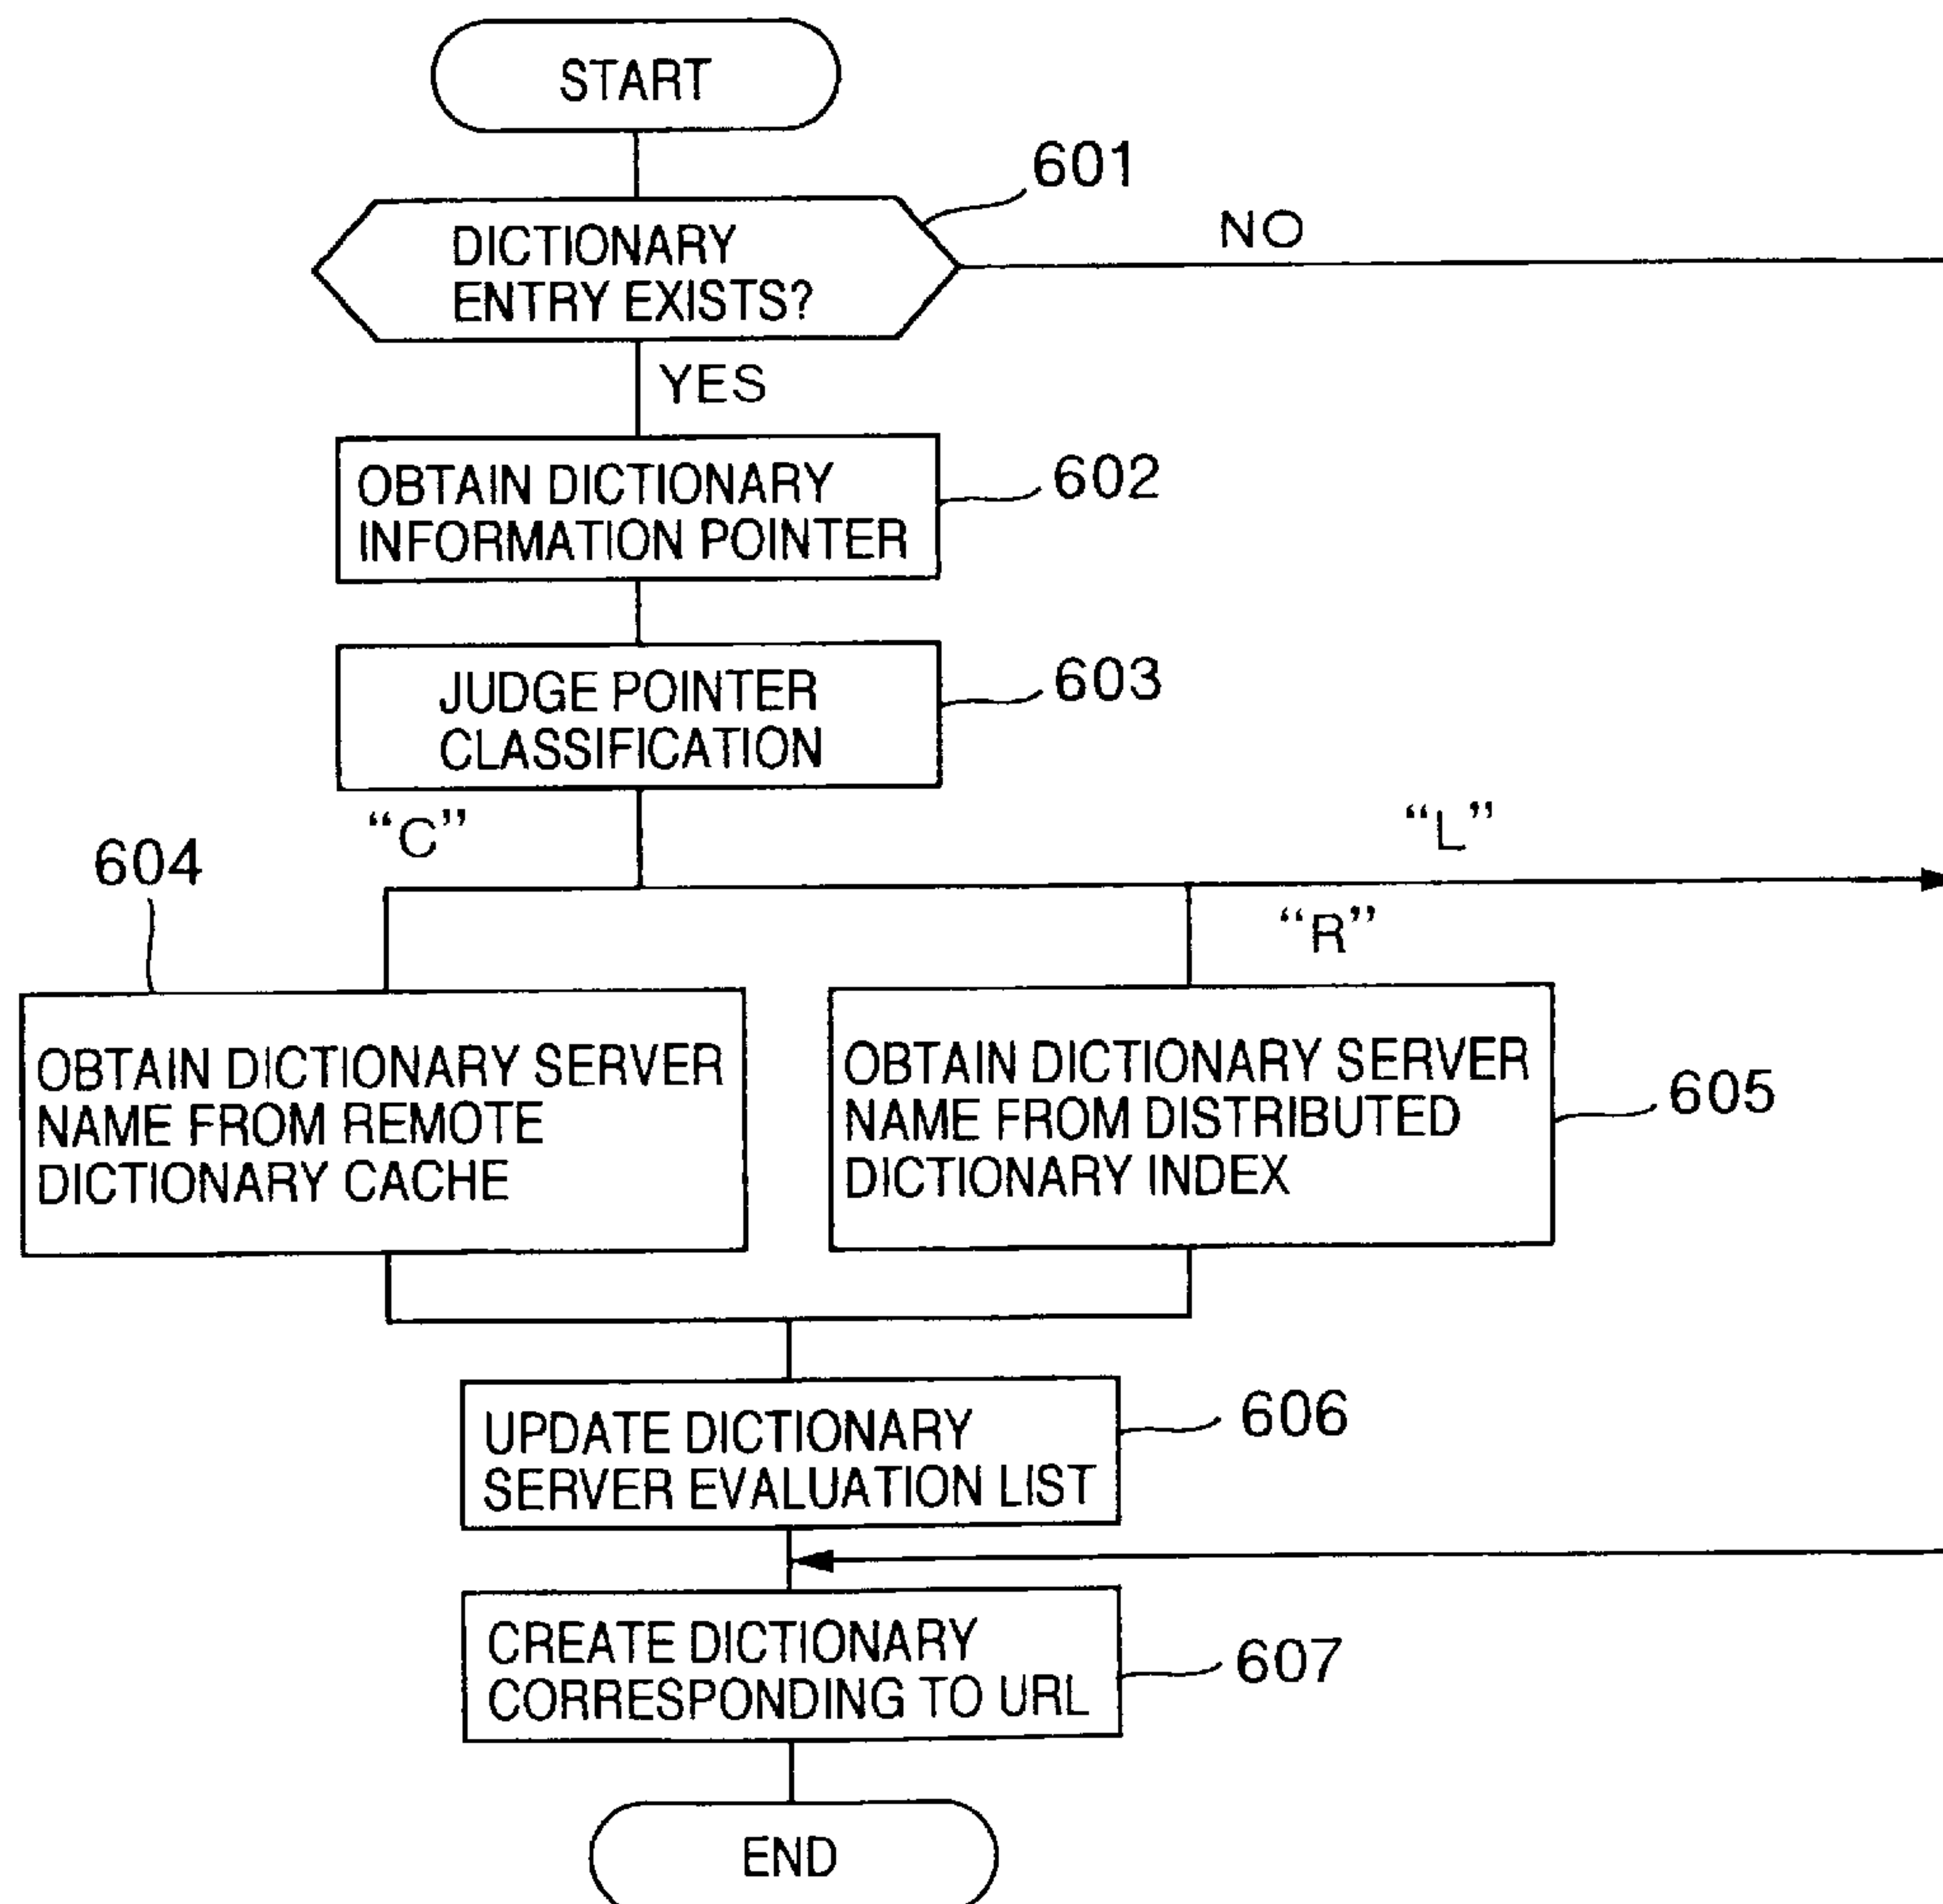 START
601
DICTIONARY
ENTRY EXISTS?
NO
YES
OBTAIN DICTIONARY
INFORMATION POINTER
602
JUDGE POINTER
CLASSIFICATION
603
“C”
“L”
“R”
604
OBTAIN DICTIONARY SERVER
NAME FROM REMOTE
DICTIONARY CACHE
OBTAIN DICTIONARY SERVER
NAME FROM DISTRIBUTED
DICTIONARY INDEX
605
UPDATE DICTIONARY
SERVER EVALUATION LIST
606
CREATE DICTIONARY
CORRESPONDING TO URL
607
END